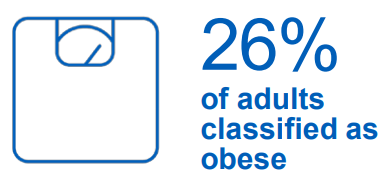 26%
of adults
classified as
obese